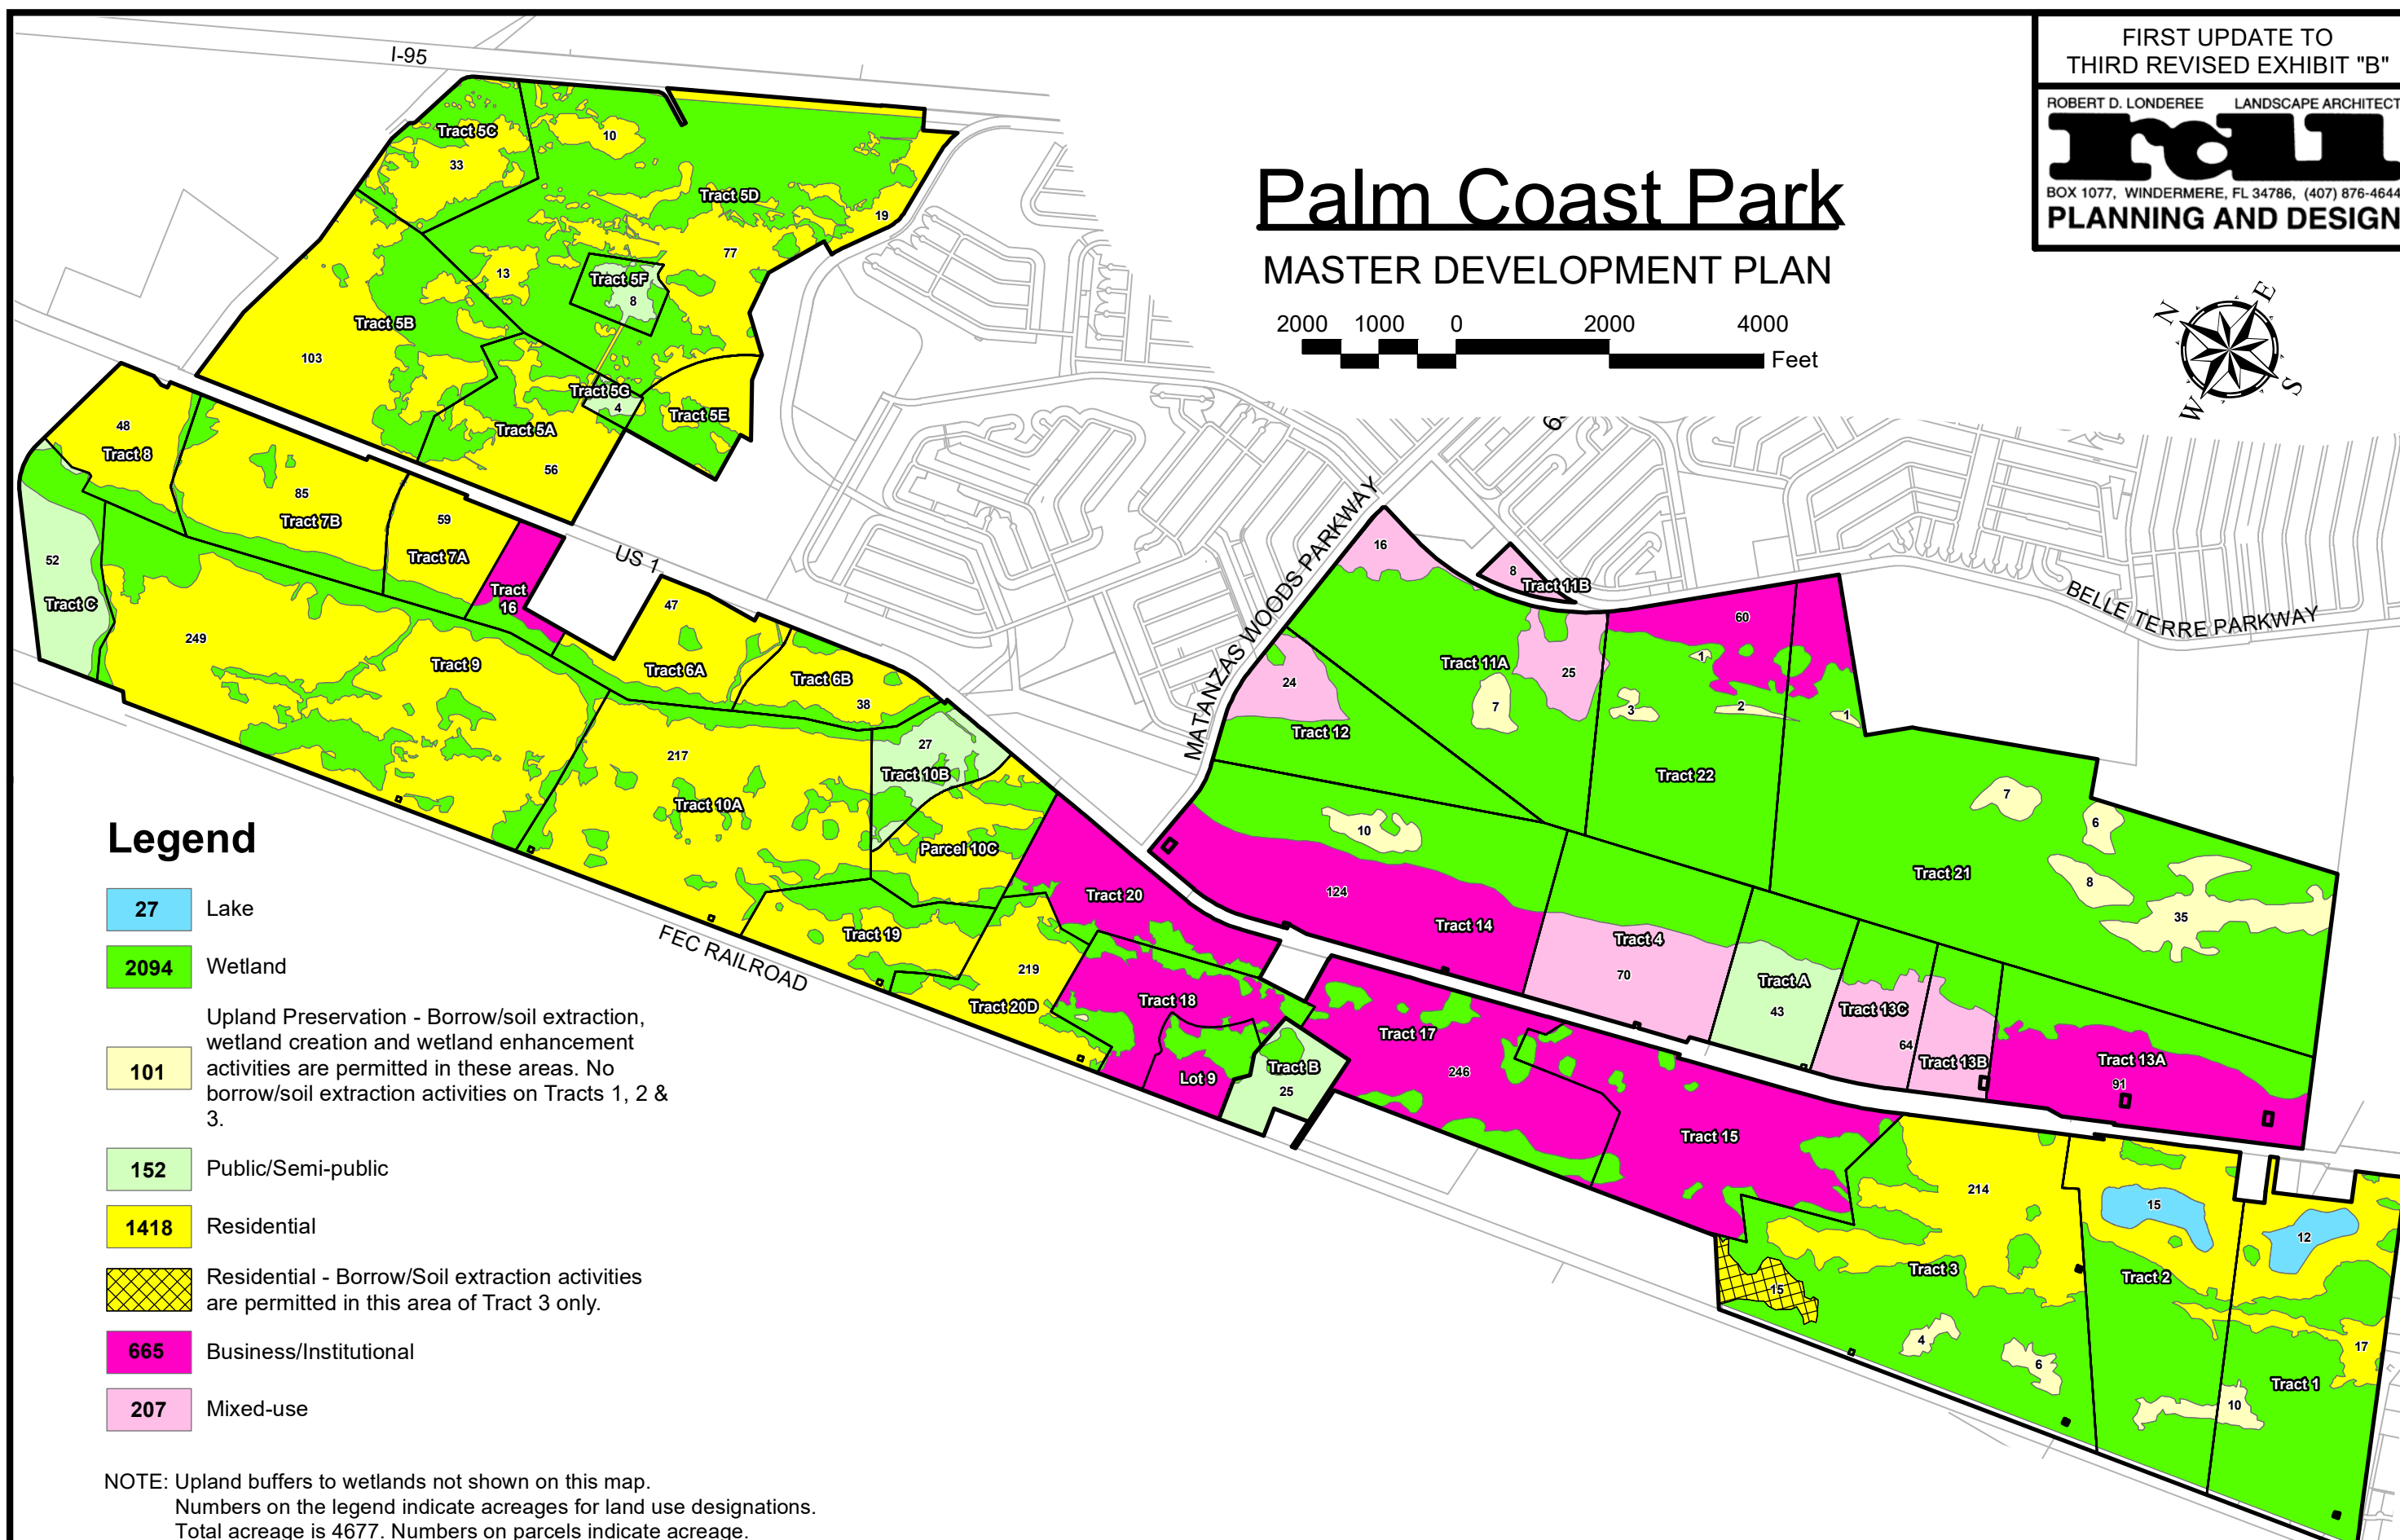 FIRST UPDATE TO
THIRD REVISED EXHIBIT "B"
ROBERT D. LONDEREE LANDSCAPE ARCHITECT
rdll
BOX 1077, WINDERMERE, FL 34786, (407) 876-4644
PLANNING AND DESIGN
Palm Coast Park
MASTER DEVELOPMENT PLAN
2000 1000 0 2000 4000
Feet
N
E
S
W
I-95
Tract 5C
33
10
Tract 5D
19
77
13
Tract 5F
8
Tract 5B
103
Tract 5G
4
Tract 5E
Tract 5A
56
48
Tract 8
85
Tract 7B
59
Tract 7A
Tract
16
US 1
52
Tract C
249
Tract 9
47
Tract 6A
Tract 6B
38
217
Tract 10A
27
Tract 10B
Parcel 10C
Tract 19
FEC RAILROAD
219
Tract 20D
Tract 20
Tract 18
Lot 9
Tract B
25
MATANZAS WOODS PARKWAY
BELLE TERRE PARKWAY
6
16
8
Tract 11B
Tract 11A
25
7
24
Tract 12
60
1
3
2
1
Tract 22
7
6
8
35
Tract 21
10
124
Tract 14
Tract 4
70
Tract A
43
Tract 13C
64
Tract 13B
Tract 13A
91
Tract 17
246
Tract 15
214
Tract 3
15
4
6
15
Tract 2
12
17
Tract 1
10
Legend
27 Lake
2094 Wetland
Upland Preservation - Borrow/soil extraction,
wetland creation and wetland enhancement
101 activities are permitted in these areas. No
borrow/soil extraction activities on Tracts 1, 2 &
3.
152 Public/Semi-public
1418 Residential
Residential - Borrow/Soil extraction activities
are permitted in this area of Tract 3 only.
665 Business/Institutional
207 Mixed-use
NOTE: Upland buffers to wetlands not shown on this map.
Numbers on the legend indicate acreages for land use designations.
Total acreage is 4677. Numbers on parcels indicate acreage.